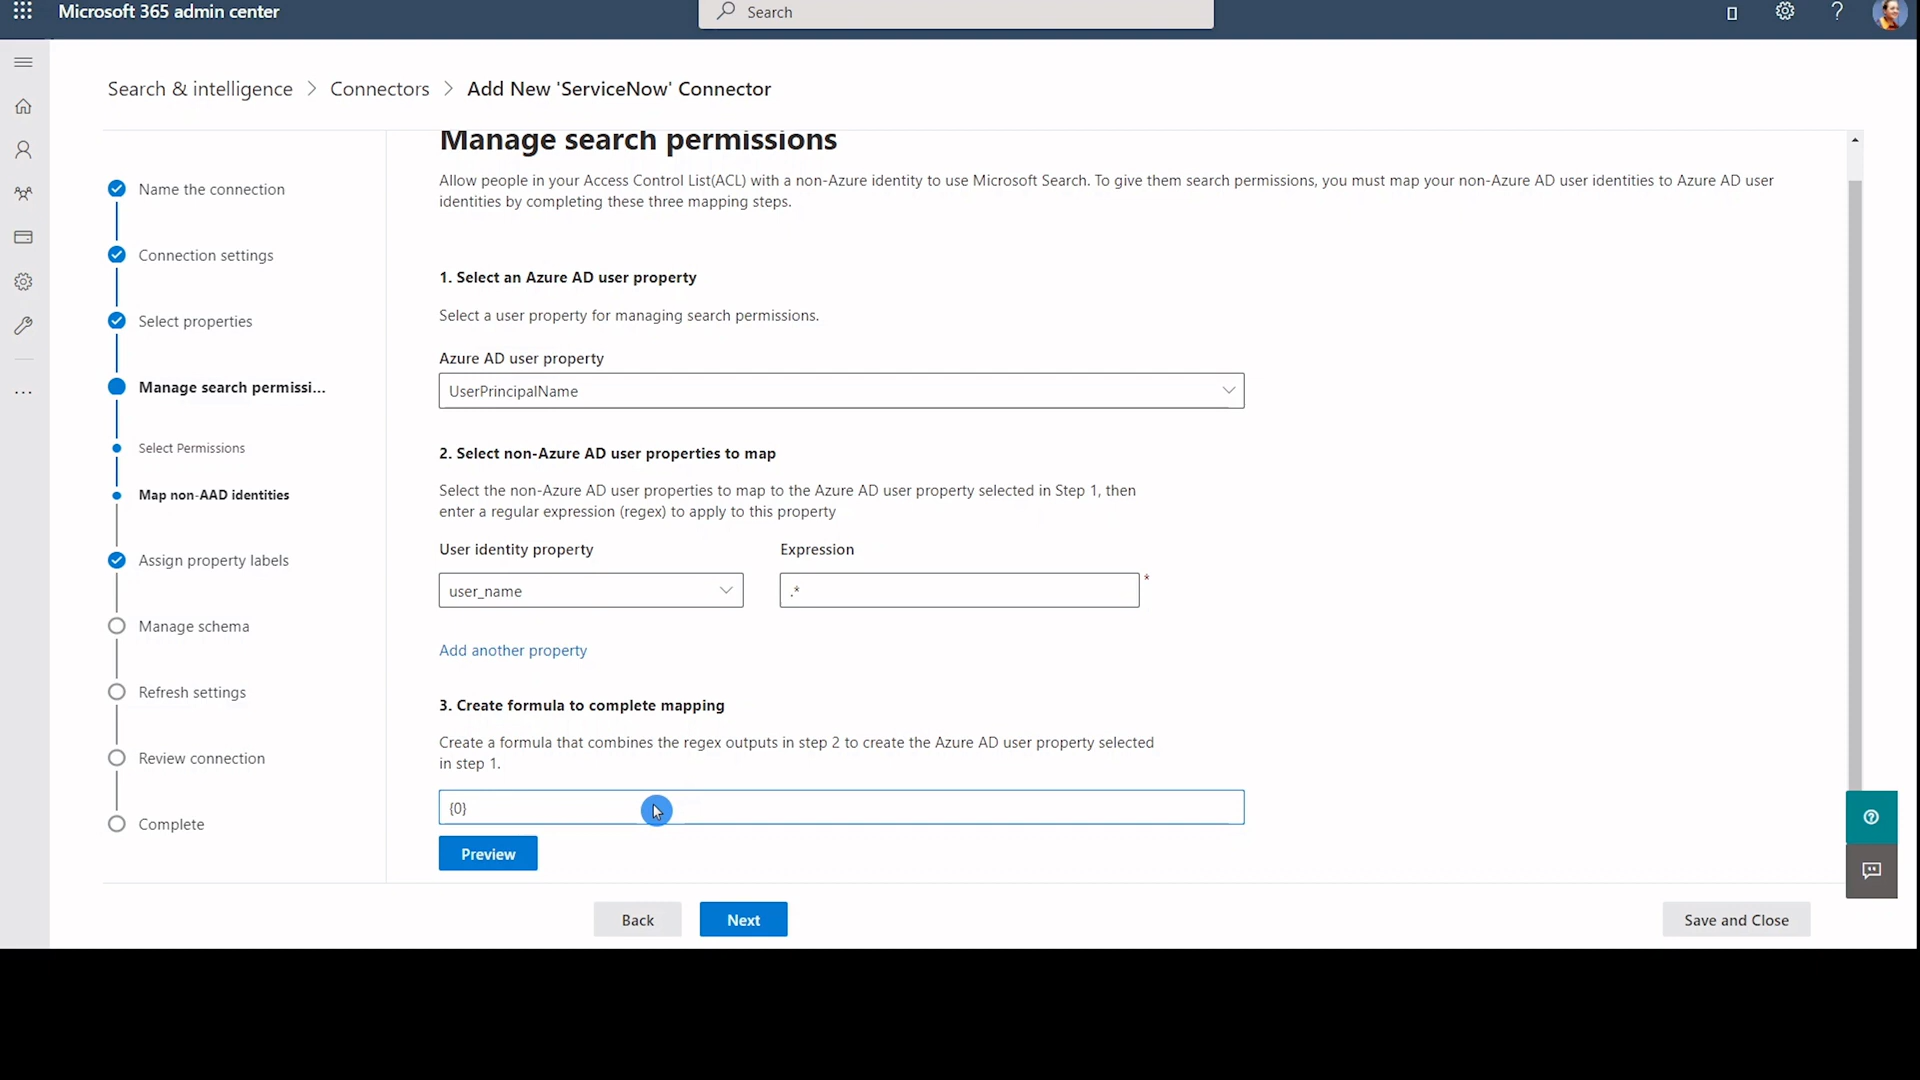 Microsoft 365 admin center
Search
Search & intelligence > Connectors > Add New 'ServiceNow' Connector
Name the connection
Connection settings
Select properties
Manage search permissi...
Select Permissions
Map non-AAD identities
Assign property labels
Manage schema
Refresh settings
Review connection
Complete
Manage search permissions
Allow people in your Access Control List(ACL) with a non-Azure identity to use Microsoft Search. To give them search permissions, you must map your non-Azure AD user identities to Azure AD user
identities by completing these three mapping steps.
1. Select an Azure AD user property
Select a user property for managing search permissions.
Azure AD user property
UserPrincipalName
2. Select non-Azure AD user properties to map
Select the non-Azure AD user properties to map to the Azure AD user property selected in Step 1, then
enter a regular expression (regex) to apply to this property
User identity property Expression
user_name .* *
Add another property
3. Create formula to complete mapping
Create a formula that combines the regex outputs in step 2 to create the Azure AD user property selected
in step 1.
{0}
Preview
Back Next Save and Close